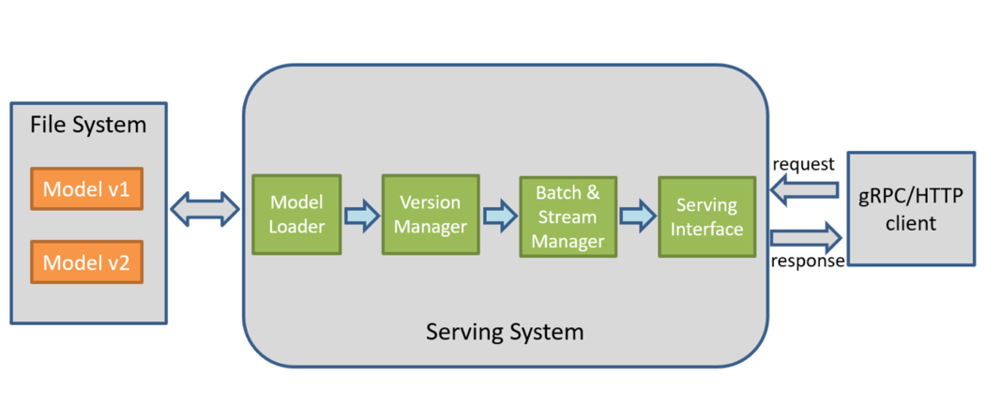 File System
Model v1
Model v2
Model
Loader
Version
Manager
Batch &
Stream
Manager
Serving
Interface
Serving System
request
response
gRPC/HTTP
client